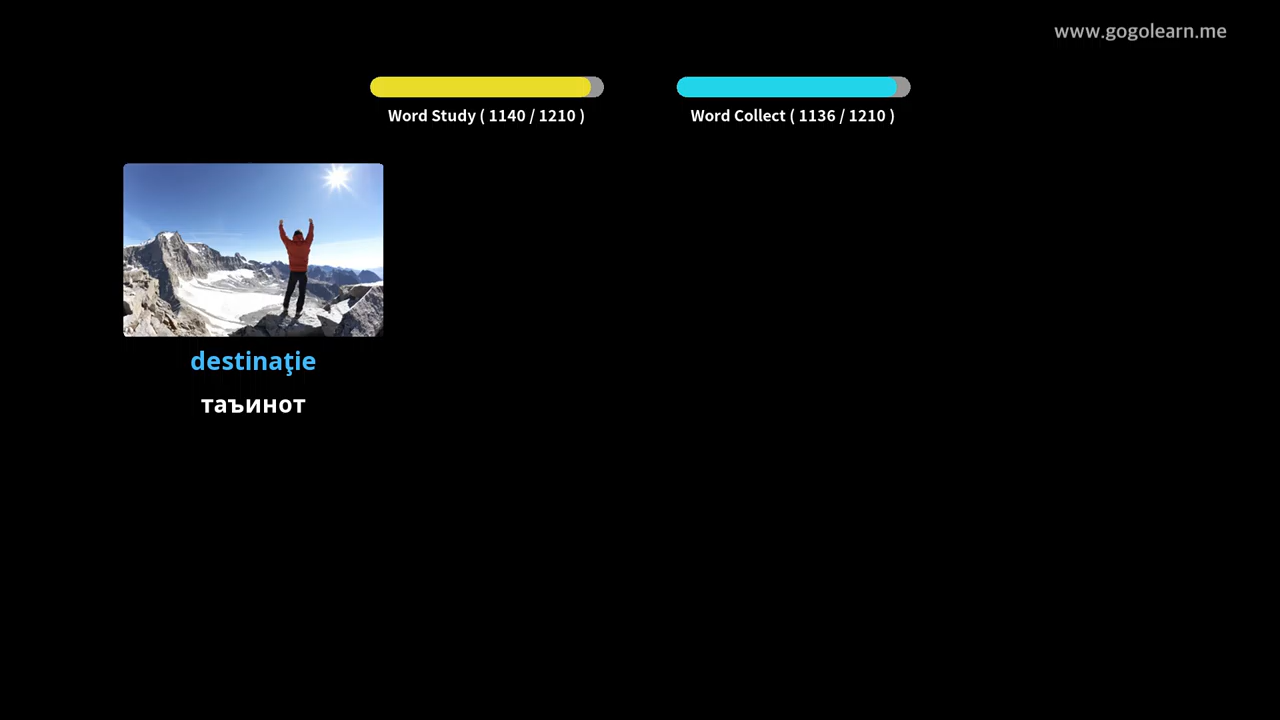 www.gogolearn.me
Word Study ( 1140 / 1210 )
Word Collect ( 1136 / 1210 )
destinaţie
таъинот